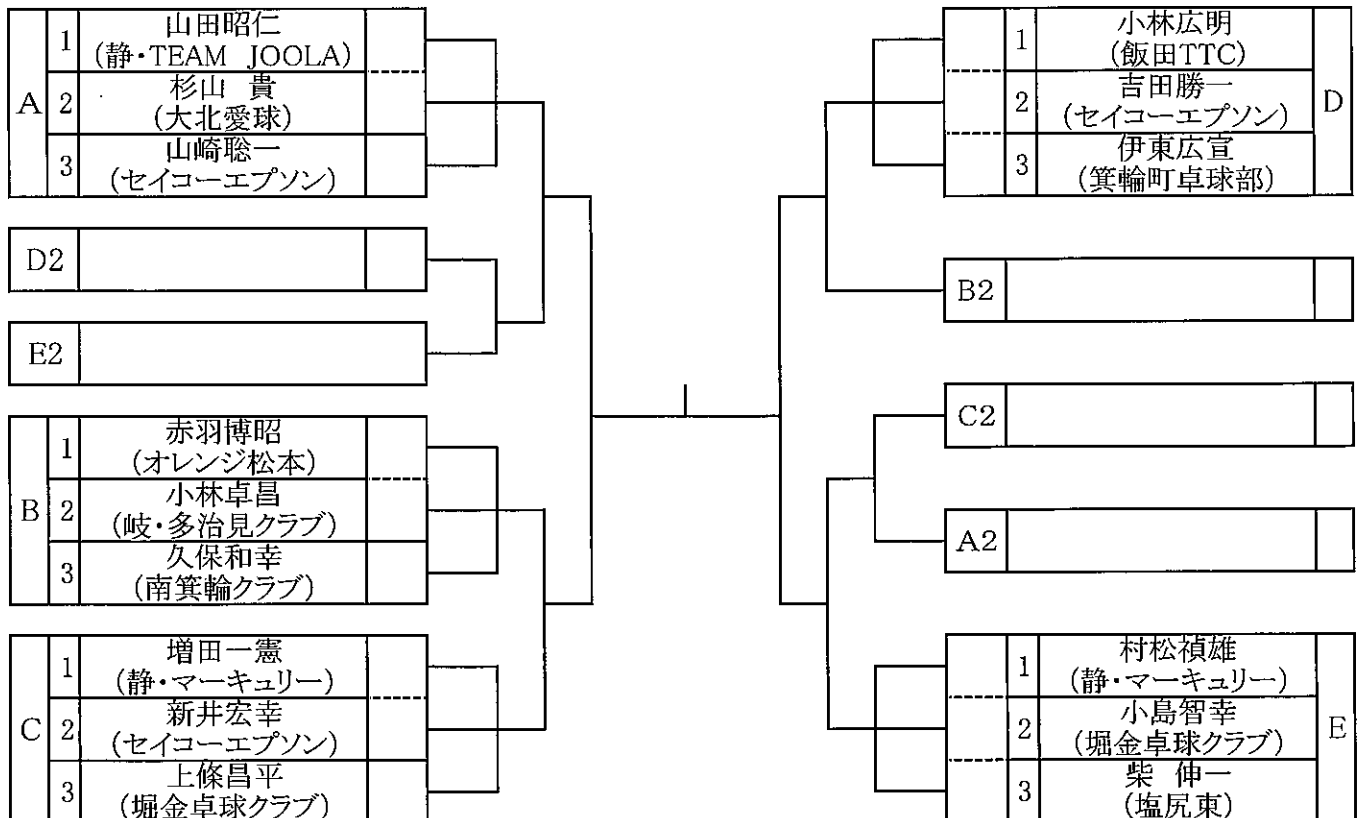 A
1
山田昭仁
(静・TEAM JOOLA)
2
杉山 貴
(大北愛球)
3
山崎聡一
(セイコーエプソン)
D2
E2
B
1
赤羽博昭
(オレンジ松本)
2
小林卓昌
(岐・多治見クラブ)
3
久保和幸
(南箕輪クラブ)
C
1
増田一憲
(静・マーキュリー)
2
新井宏幸
(セイコーエプソン)
3
上條昌平
(堀金卓球クラブ)
D
1
小林広明
(飯田TTC)
2
吉田勝一
(セイコーエプソン)
3
伊東広宣
(箕輪町卓球部)
B2
C2
A2
E
1
村松禎雄
(静・マーキュリー)
2
小島智幸
(堀金卓球クラブ)
3
柴 伸一
(塩尻東)